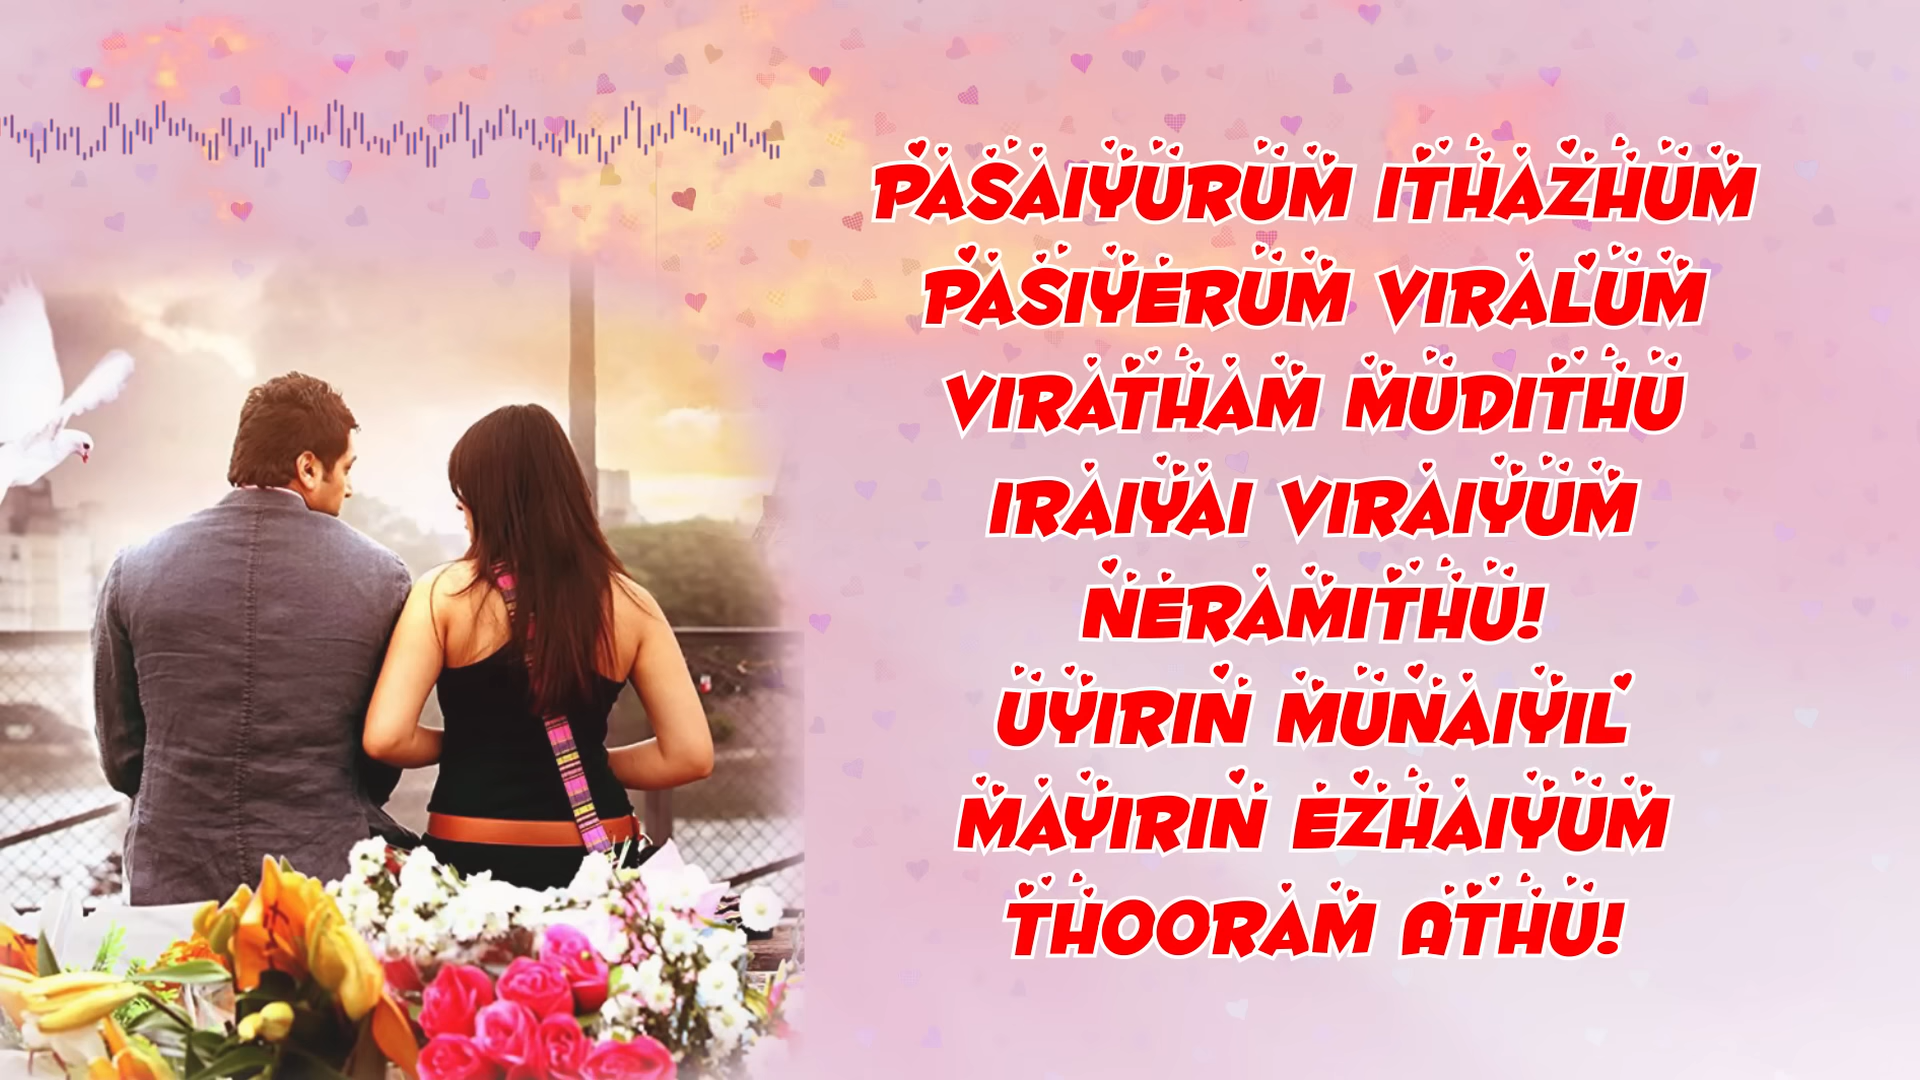 PASAIYURUM ITHAZHUM
PASIYERUM VIRALUM
VIRATHAM MUDITHU
IRAIYAI VIRAIYUM
NERAMITHU!
UYIRIN MUNAIYIL
MAYIRIN EZHAIYUM
THOORAM ATHU!